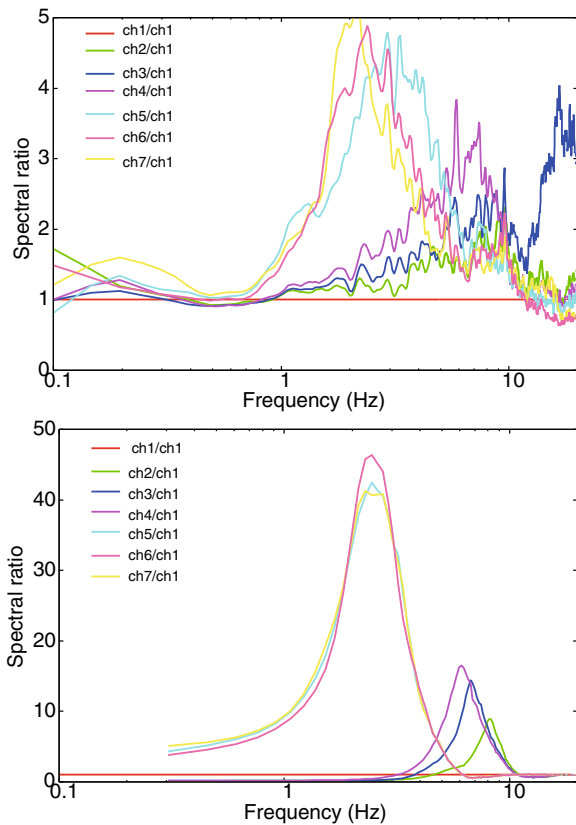 5
4
3
2
1
0
Spectral ratio
ch1/ch1
ch2/ch1
ch3/ch1
ch4/ch1
ch5/ch1
ch6/ch1
ch7/ch1
0.1
1
10
Frequency (Hz)
50
40
30
20
10
0
Spectral ratio
ch1/ch1
ch2/ch1
ch3/ch1
ch4/ch1
ch5/ch1
ch6/ch1
ch7/ch1
0.1
1
10
Frequency (Hz)